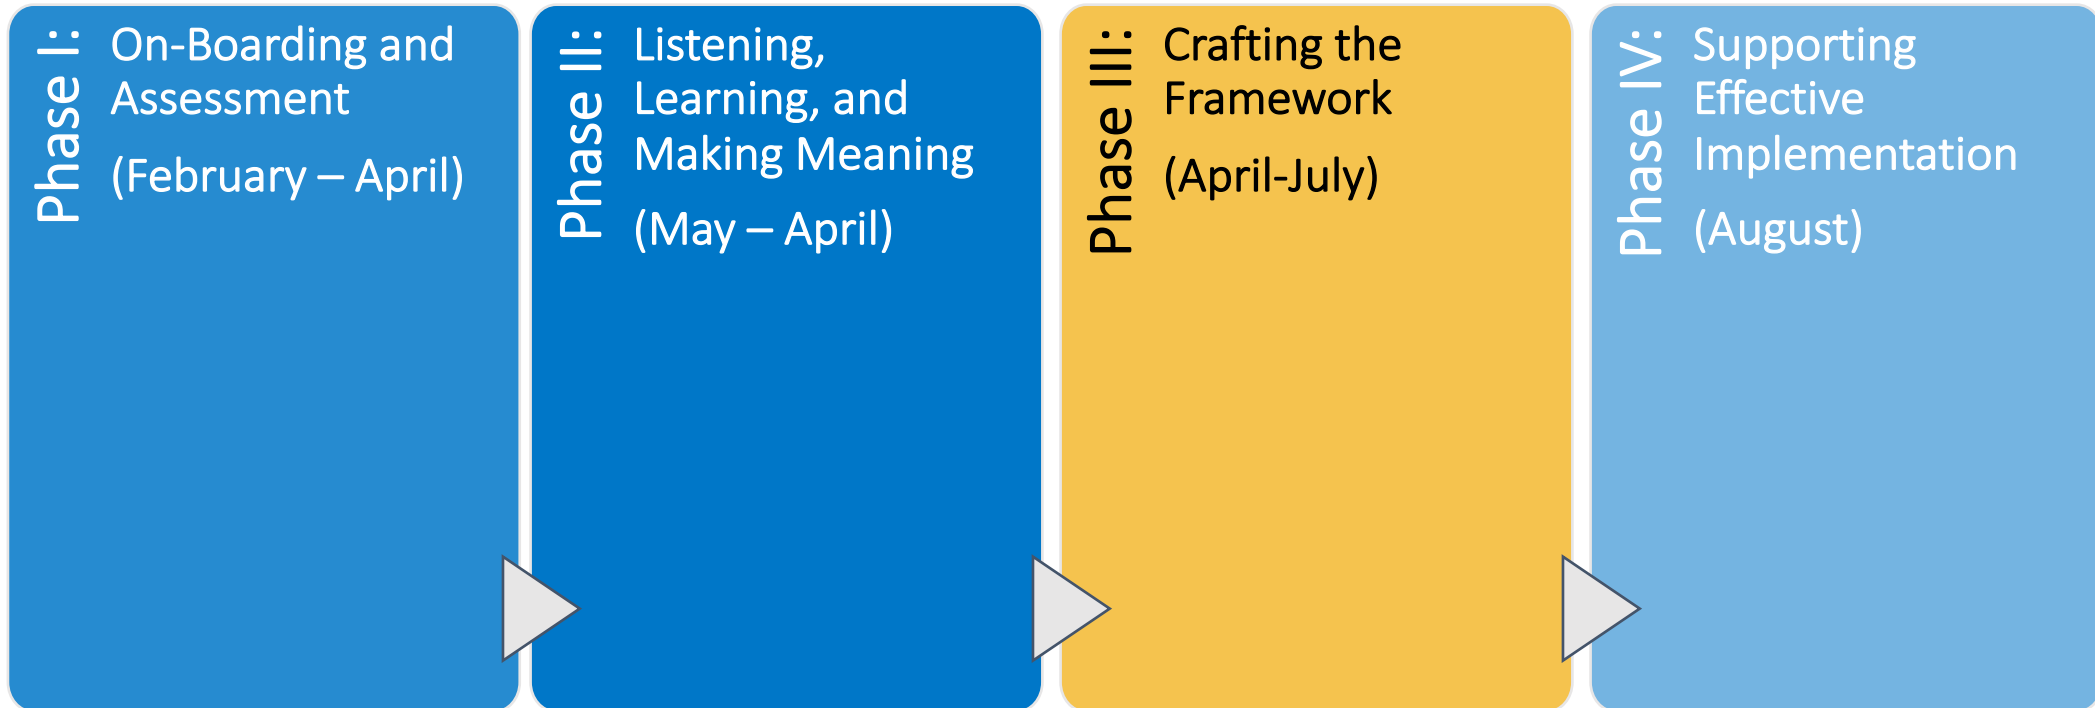 Phase I:
On-Boarding and
Assessment
(February – April)
Phase II:
Listening,
Learning, and
Making Meaning
(May – April)
Phase III:
Crafting the
Framework
(April-July)
Phase IV:
Supporting
Effective
Implementation
(August)